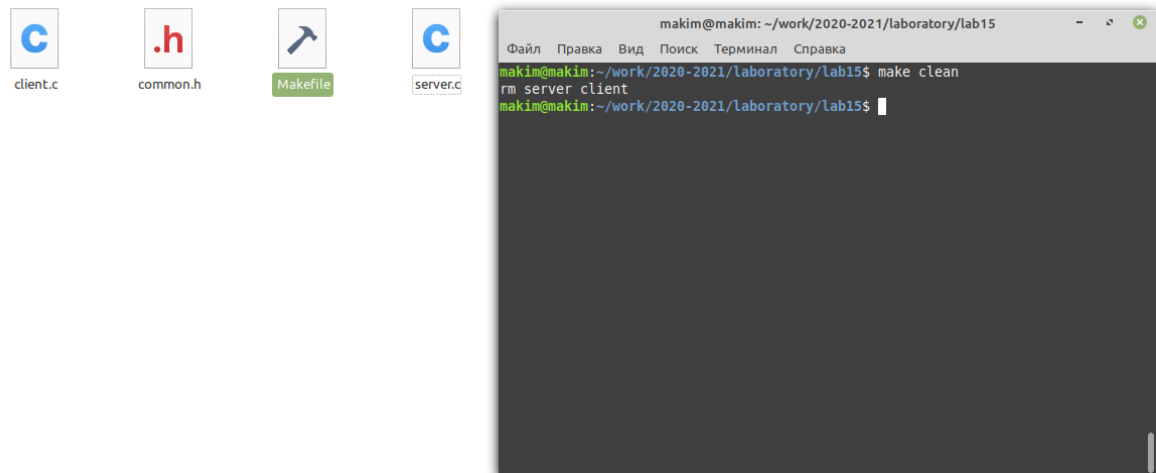 C
client.c
.h
common.h
Makefile
C
server.c
makim@makim: ~/work/2020-2021/laboratory/lab15
Файл Правка Вид Поиск Терминал Справка
makim@makim:~/work/2020-2021/laboratory/lab15$ make clean
rm server client
makim@makim:~/work/2020-2021/laboratory/lab15$